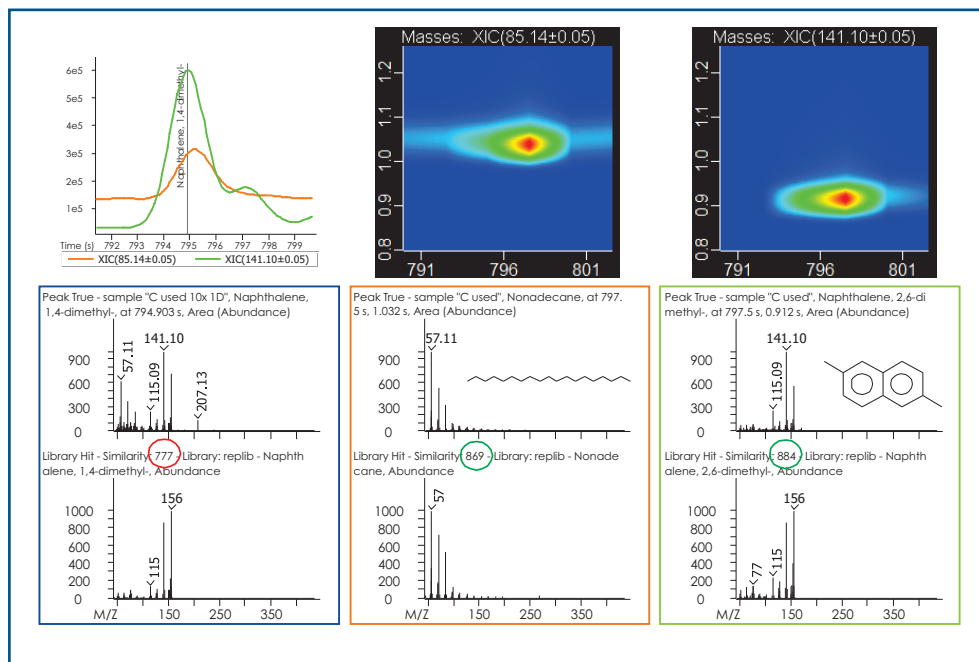 6e5
5e5
4e5
3e5
2e5
1e5
Naphthalene, 1,4-dimethyl-
Time (s) 792 793 794 795 796 797 798 799
XIC(85.14±0.05) XIC(141.10±0.05)
Masses: XIC(85.14±0.05)
1.2
1.1
1.0
0.9
0.8
791 796 801
Masses: XIC(141.10±0.05)
1.2
1.1
1.0
0.9
0.8
791 796 801
Peak True - sample "C used 10x 1D", Naphthalene,
1,4-dimethyl-, at 794.903 s, Area (Abundance)
141.10
57.11
115.09
207.13
900
600
300
0
Library Hit - Similarity: 777 - Library: replib - Naphth
alene, 1,4-dimethyl-, Abundance
156
115
1000
800
600
400
200
0
M/Z 150 250 350
Peak True - sample "C used", Nonadecane, at 797.
5 s, 1.032 s, Area (Abundance)
57.11
900
600
300
0
Library Hit - Similarity: 869 - Library: replib - Nonade
cane, Abundance
57
1000
800
600
400
200
0
M/Z 150 250 350
Peak True - sample "C used", Naphthalene, 2,6-di
methyl-, at 797.5 s, 0.912 s, Area (Abundance)
141.10
115.09
900
600
300
0
Library Hit - Similarity: 884 - Library: replib - Naphth
alene, 2,6-dimethyl-, Abundance
156
115
77
1000
800
600
400
200
0
M/Z 150 250 350